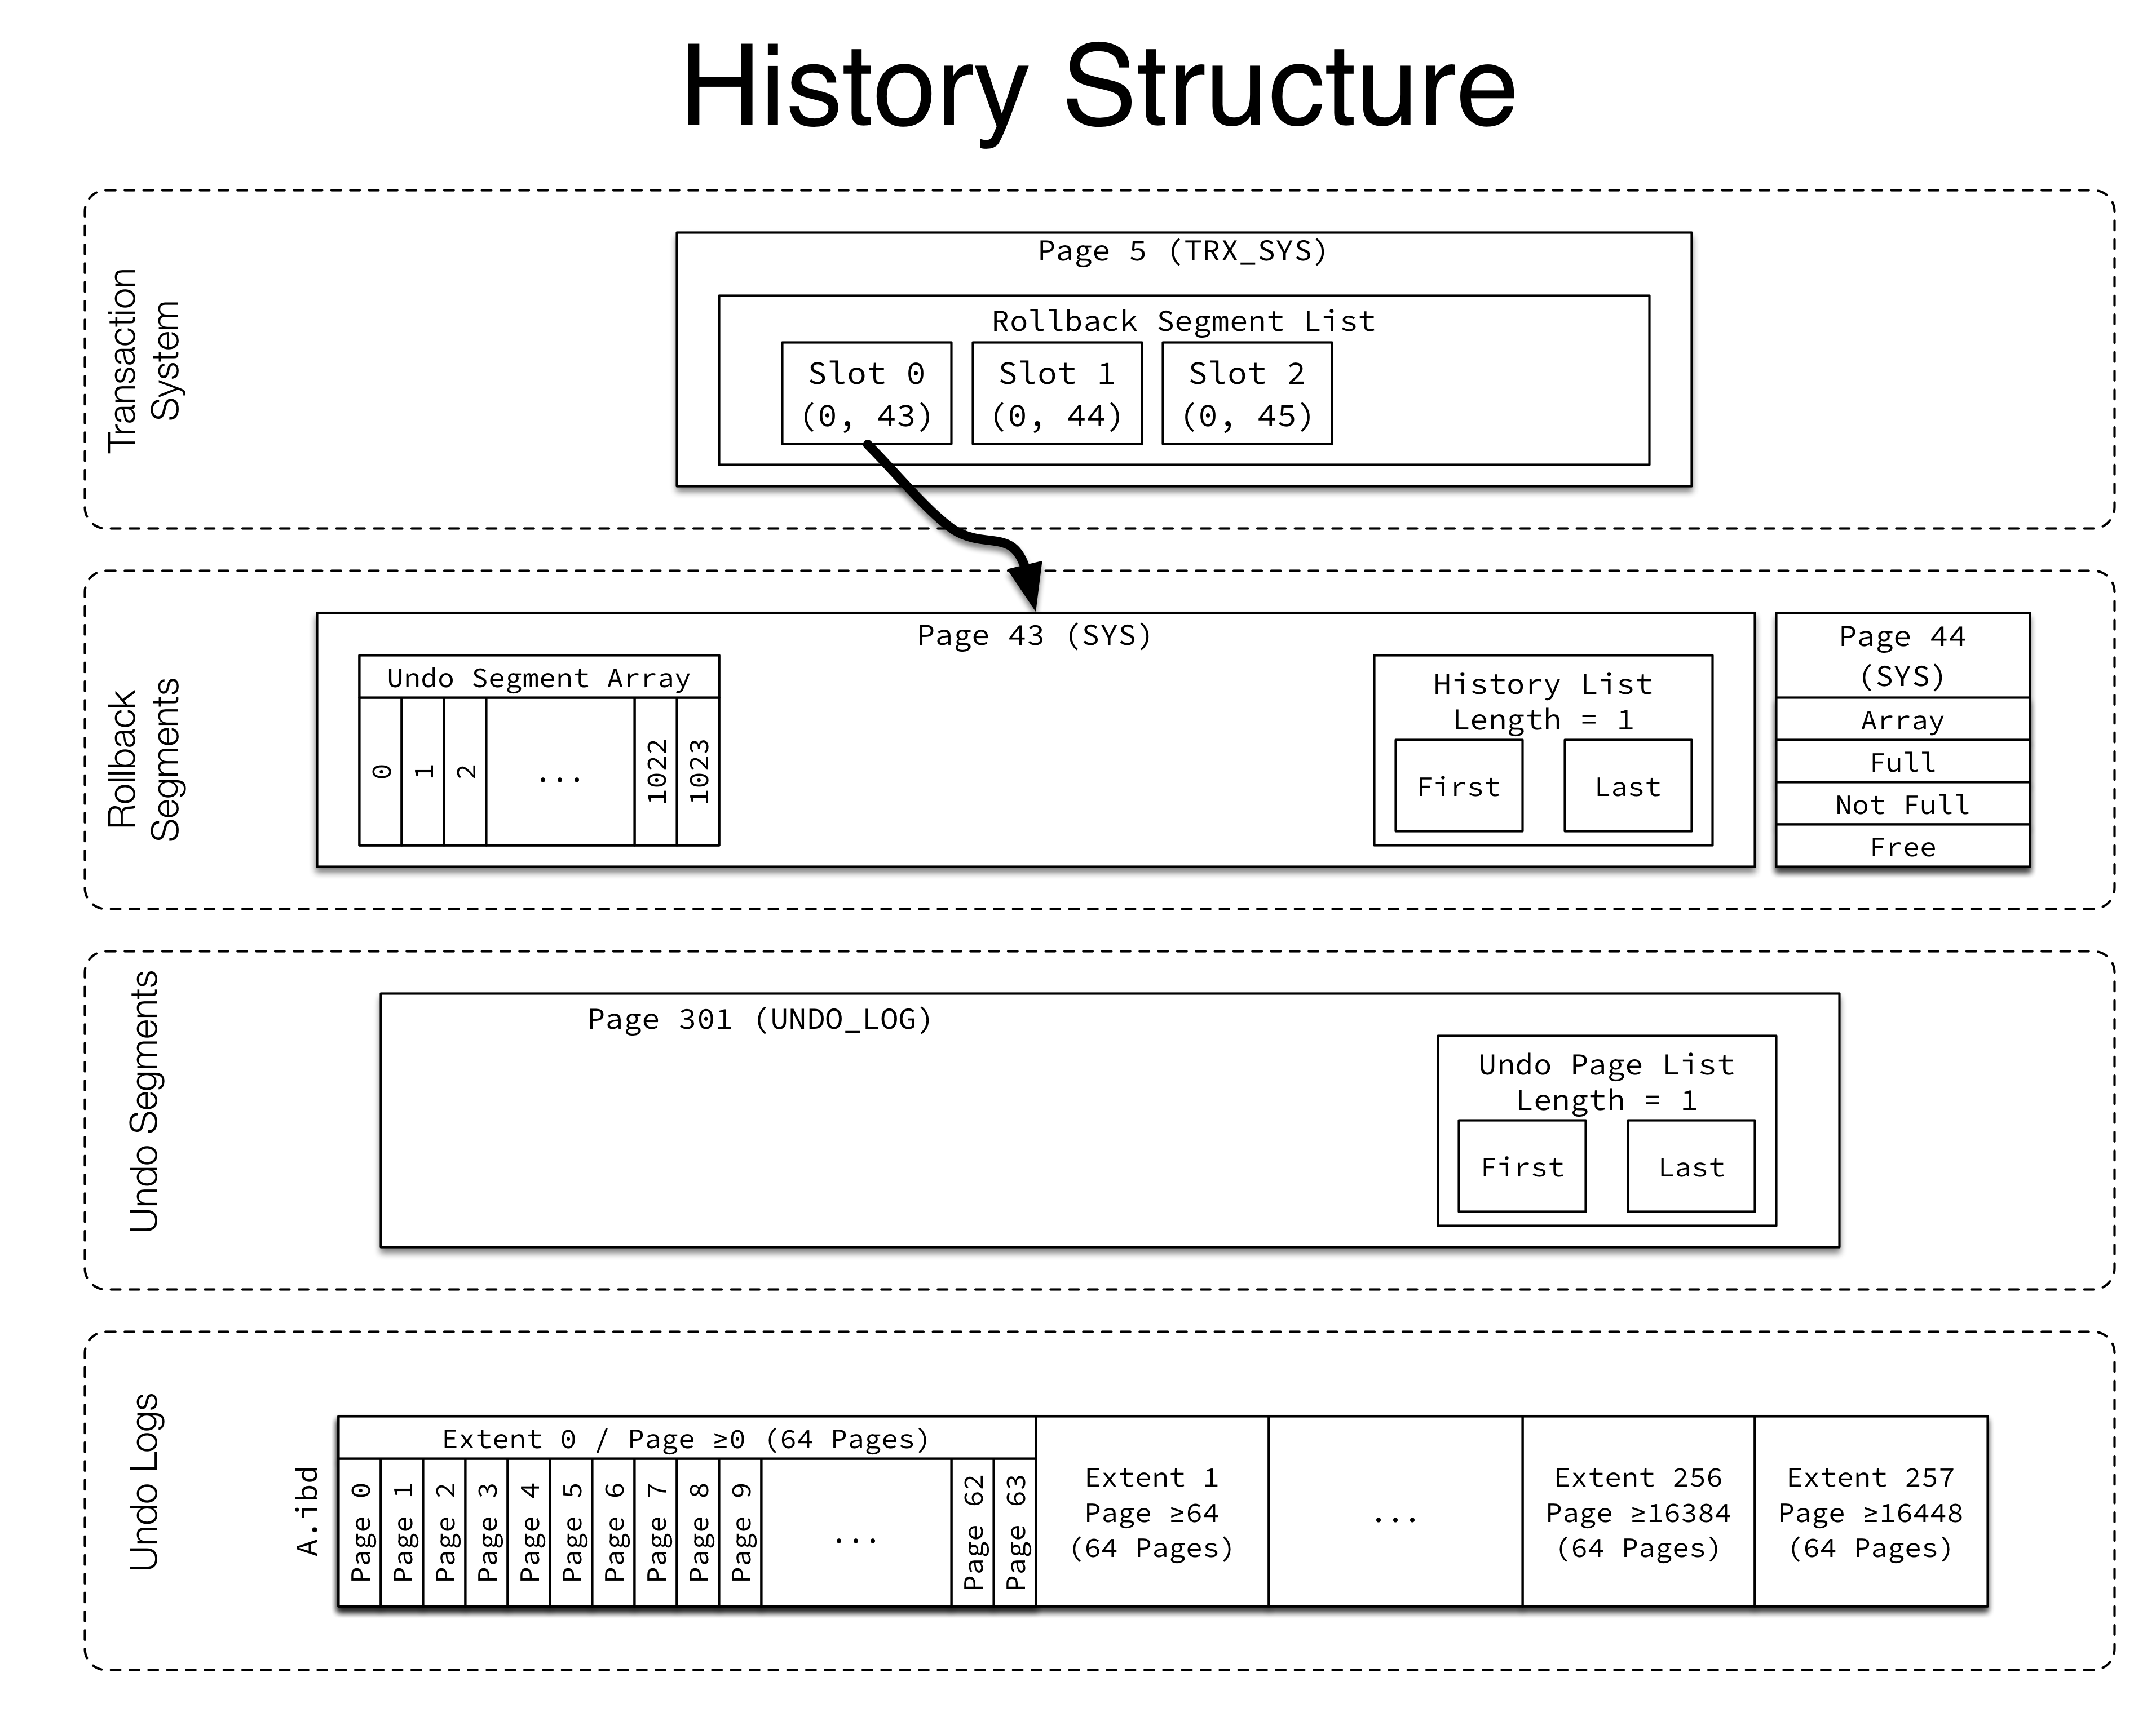 History Structure
Transaction
System
Page 5 (TRX_SYS)
Rollback Segment List
Slot 0
(0, 43)
Slot 1
(0, 44)
Slot 2
(0, 45)
Rollback
Segments
Page 43 (SYS)
Undo Segment Array
0
1
2
...
1022
1023
History List
Length = 1
First
Last
Page 44
(SYS)
Array
Full
Not Full
Free
Undo Segments
Page 301 (UNDO_LOG)
Undo Page List
Length = 1
First
Last
Undo Logs
A.ibd
Extent 0 / Page ≥0 (64 Pages)
Page 0
Page 1
Page 2
Page 3
Page 4
Page 5
Page 6
Page 7
Page 8
Page 9
...
Page 62
Page 63
Extent 1
Page ≥64
(64 Pages)
...
Extent 256
Page ≥16384
(64 Pages)
Extent 257
Page ≥16448
(64 Pages)